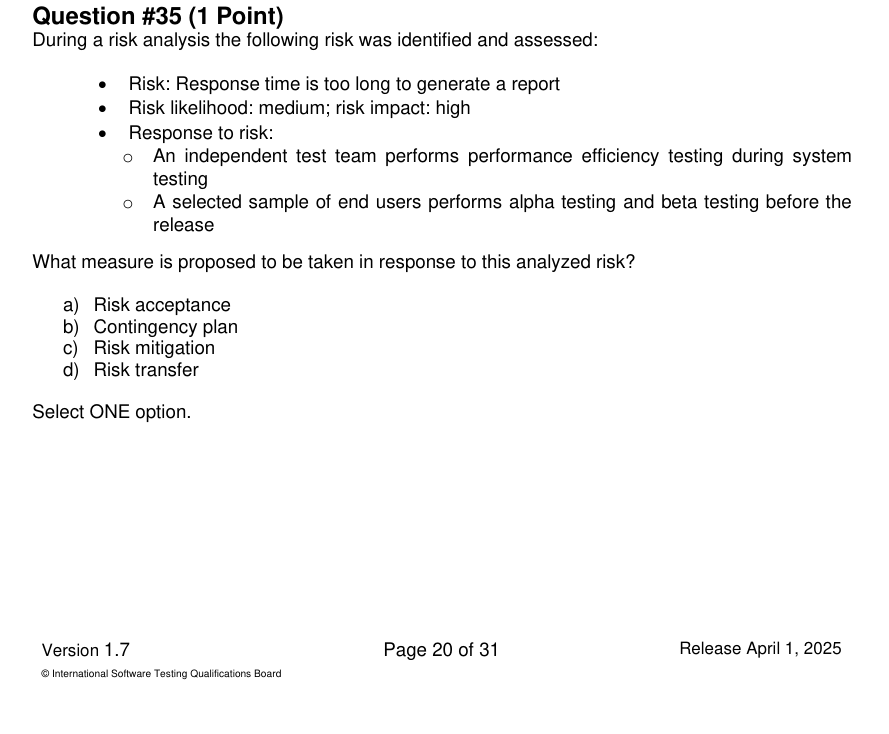 Question #35 (1 Point)
During a risk analysis the following risk was identified and assessed:
• Risk: Response time is too long to generate a report
• Risk likelihood: medium; risk impact: high
• Response to risk:
○ An independent test team performs performance efficiency testing during system
testing
○ A selected sample of end users performs alpha testing and beta testing before the
release
What measure is proposed to be taken in response to this analyzed risk?
a) Risk acceptance
b) Contingency plan
c) Risk mitigation
d) Risk transfer
Select ONE option.
Version 1.7 Page 20 of 31 Release April 1, 2025
© International Software Testing Qualifications Board